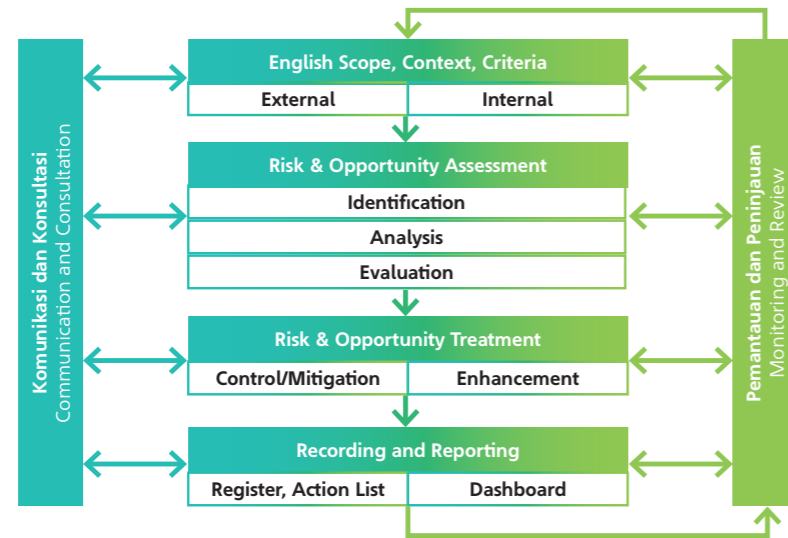 Komunikasi dan Konsultasi
Communication and Consultation
English Scope, Context, Criteria
External
Internal
Risk & Opportunity Assessment
Identification
Analysis
Evaluation
Risk & Opportunity Treatment
Control/Mitigation
Enhancement
Recording and Reporting
Register, Action List
Dashboard
Pemantauan dan Peninjauan
Monitoring and Review